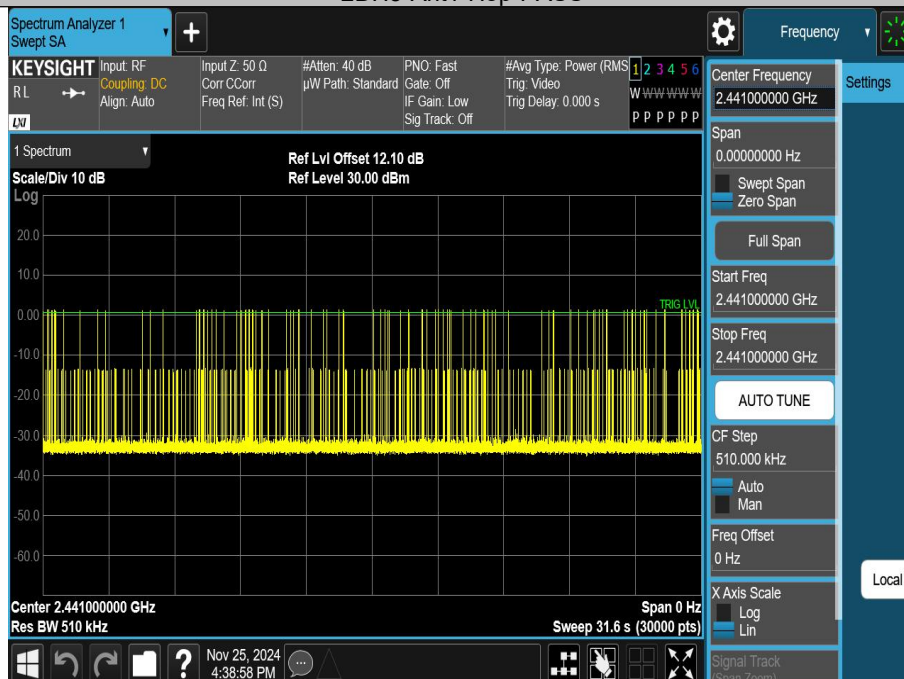 Spectrum Analyzer 1
Swept SA
Frequency
KEYSIGHT
R L
LXI
Input: RF
Coupling: DC
Align: Auto
Input Z: 50 Ω
Corr CCorr
Freq Ref: Int (S)
#Atten: 40 dB
µW Path: Standard
PNO: Fast
Gate: Off
IF Gain: Low
Sig Track: Off
#Avg Type: Power (RMS
Trig: Video
Trig Delay: 0.000 s
1 2 3 4 5 6
W W W W W W
P P P P P P
Center Frequency
2.441000000 GHz
Settings
Span
0.00000000 Hz
Swept Span
Zero Span
Full Span
Start Freq
2.441000000 GHz
Stop Freq
2.441000000 GHz
AUTO TUNE
CF Step
510.000 kHz
Auto
Man
Freq Offset
0 Hz
X Axis Scale
Log
Lin
Signal Track
(Span Zoom)
Local
1 Spectrum
Scale/Div 10 dB
Ref Lvl Offset 12.10 dB
Ref Level 30.00 dBm
Log
20.0
10.0
0.00
TRIG LVL
-10.0
-20.0
-30.0
-40.0
-50.0
-60.0
Center 2.441000000 GHz
Span 0 Hz
Res BW 510 kHz
Sweep 31.6 s (30000 pts)
Nov 25, 2024
4:38:58 PM